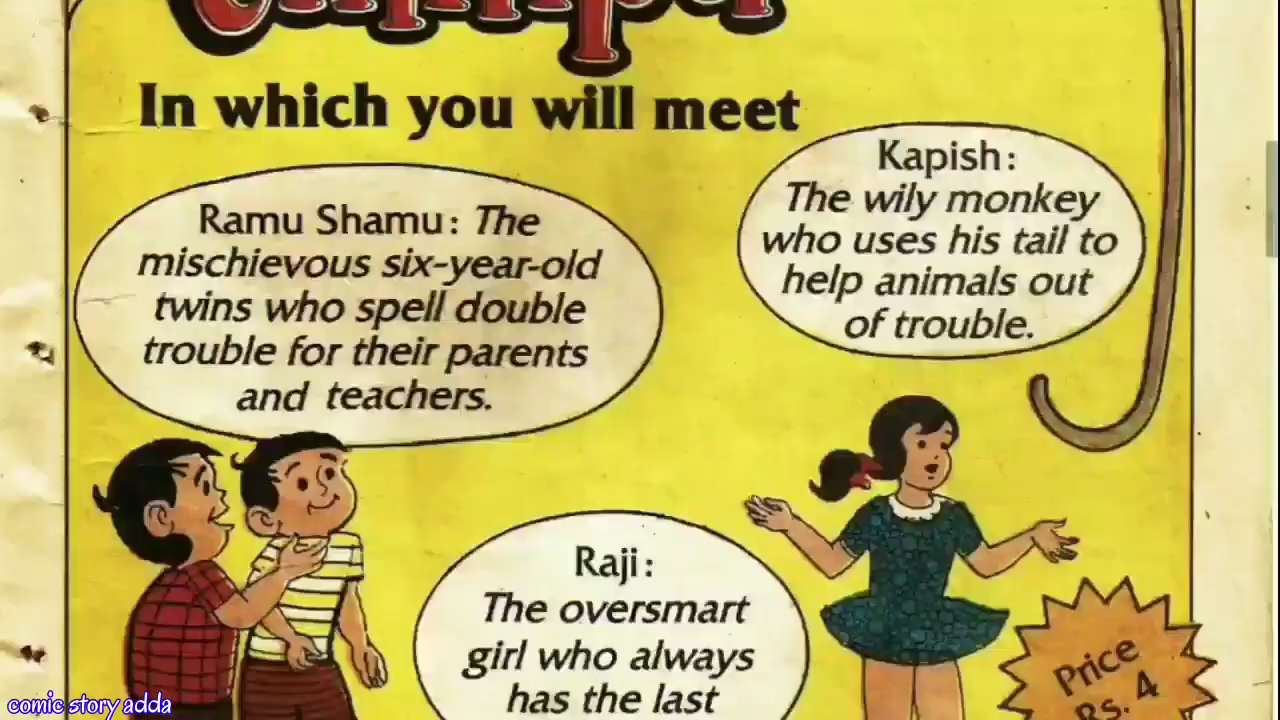 In which you will meet
Kapish:
The wily monkey
who uses his tail to
help animals out
of trouble.
Ramu Shamu: The
mischievous six-year-old
twins who spell double
trouble for their parents
and teachers.
Raji:
The oversmart
girl who always
has the last
Price
Rs. 4
comic story adda